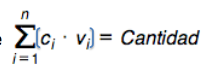 n
∑(cᵢ · vᵢ) = Cantidad
i=1